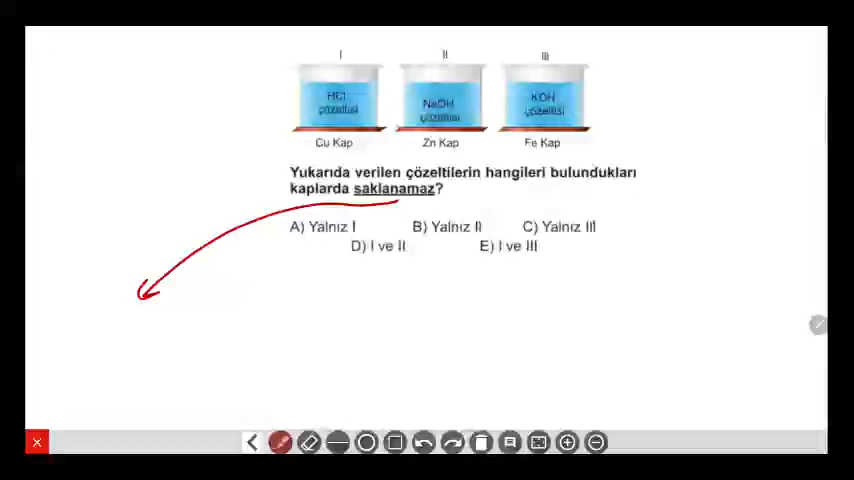 I II III
HCl NaOH KOH
çözeltisi çözeltisi çözeltisi
Cu Kap Zn Kap Fe Kap
Yukarıda verilen çözeltilerin hangileri bulundukları
kaplarda saklanamaz?
A) Yalnız I B) Yalnız II C) Yalnız III
D) I ve II E) I ve III